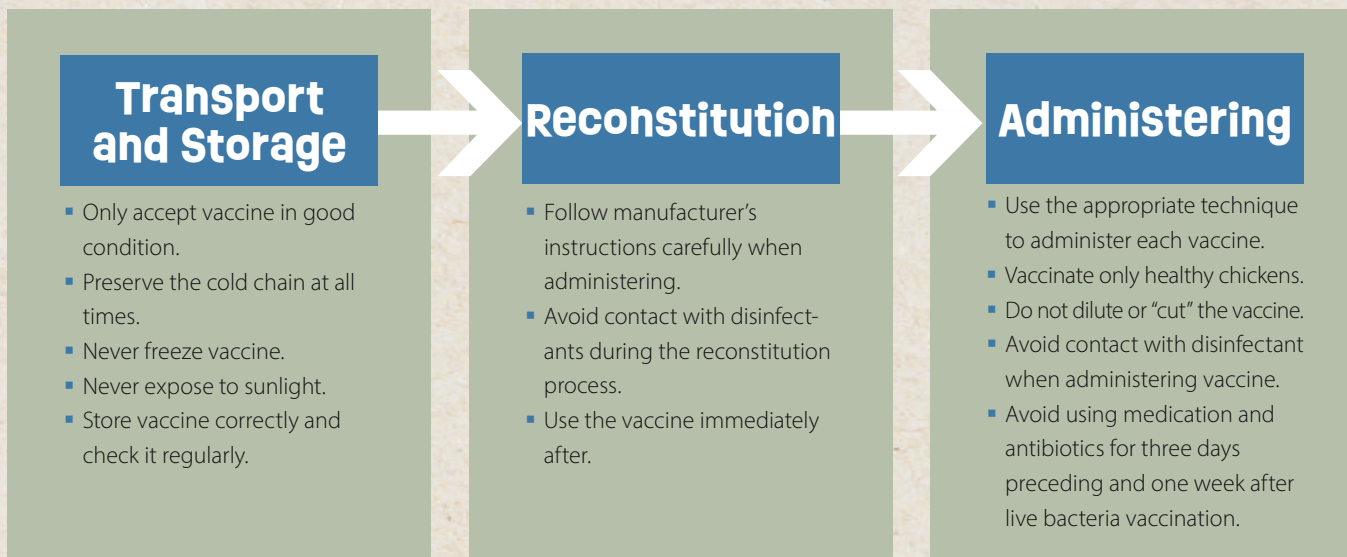 Transport
and Storage
▪ Only accept vaccine in good
condition.
▪ Preserve the cold chain at all
times.
▪ Never freeze vaccine.
▪ Never expose to sunlight.
▪ Store vaccine correctly and
check it regularly.
Reconstitution
▪ Follow manufacturer’s
instructions carefully when
administering.
▪ Avoid contact with disinfect-
ants during the reconstitution
process.
▪ Use the vaccine immediately
after.
Administering
▪ Use the appropriate technique
to administer each vaccine.
▪ Vaccinate only healthy chickens.
▪ Do not dilute or “cut” the vaccine.
▪ Avoid contact with disinfectant
when administering vaccine.
▪ Avoid using medication and
antibiotics for three days
preceding and one week after
live bacteria vaccination.